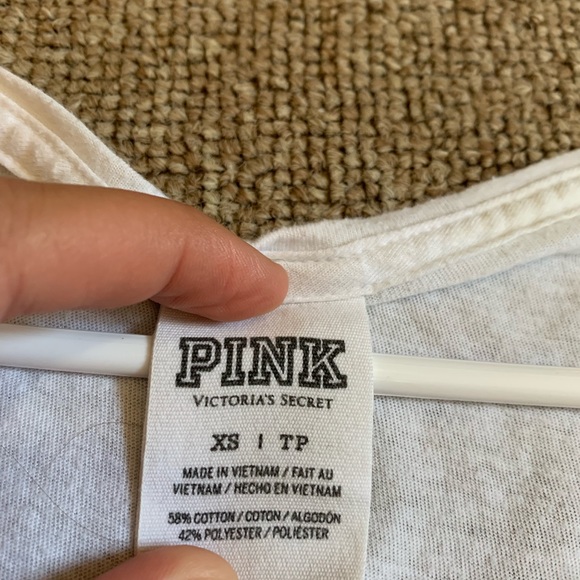 PINK
VICTORIA'S SECRET
XS | TP
MADE IN VIETNAM / FAIT AU
VIETNAM / HECHO EN VIETNAM
58% COTTON / COTON / ALGODÓN
42% POLYESTER / POLIÉSTER